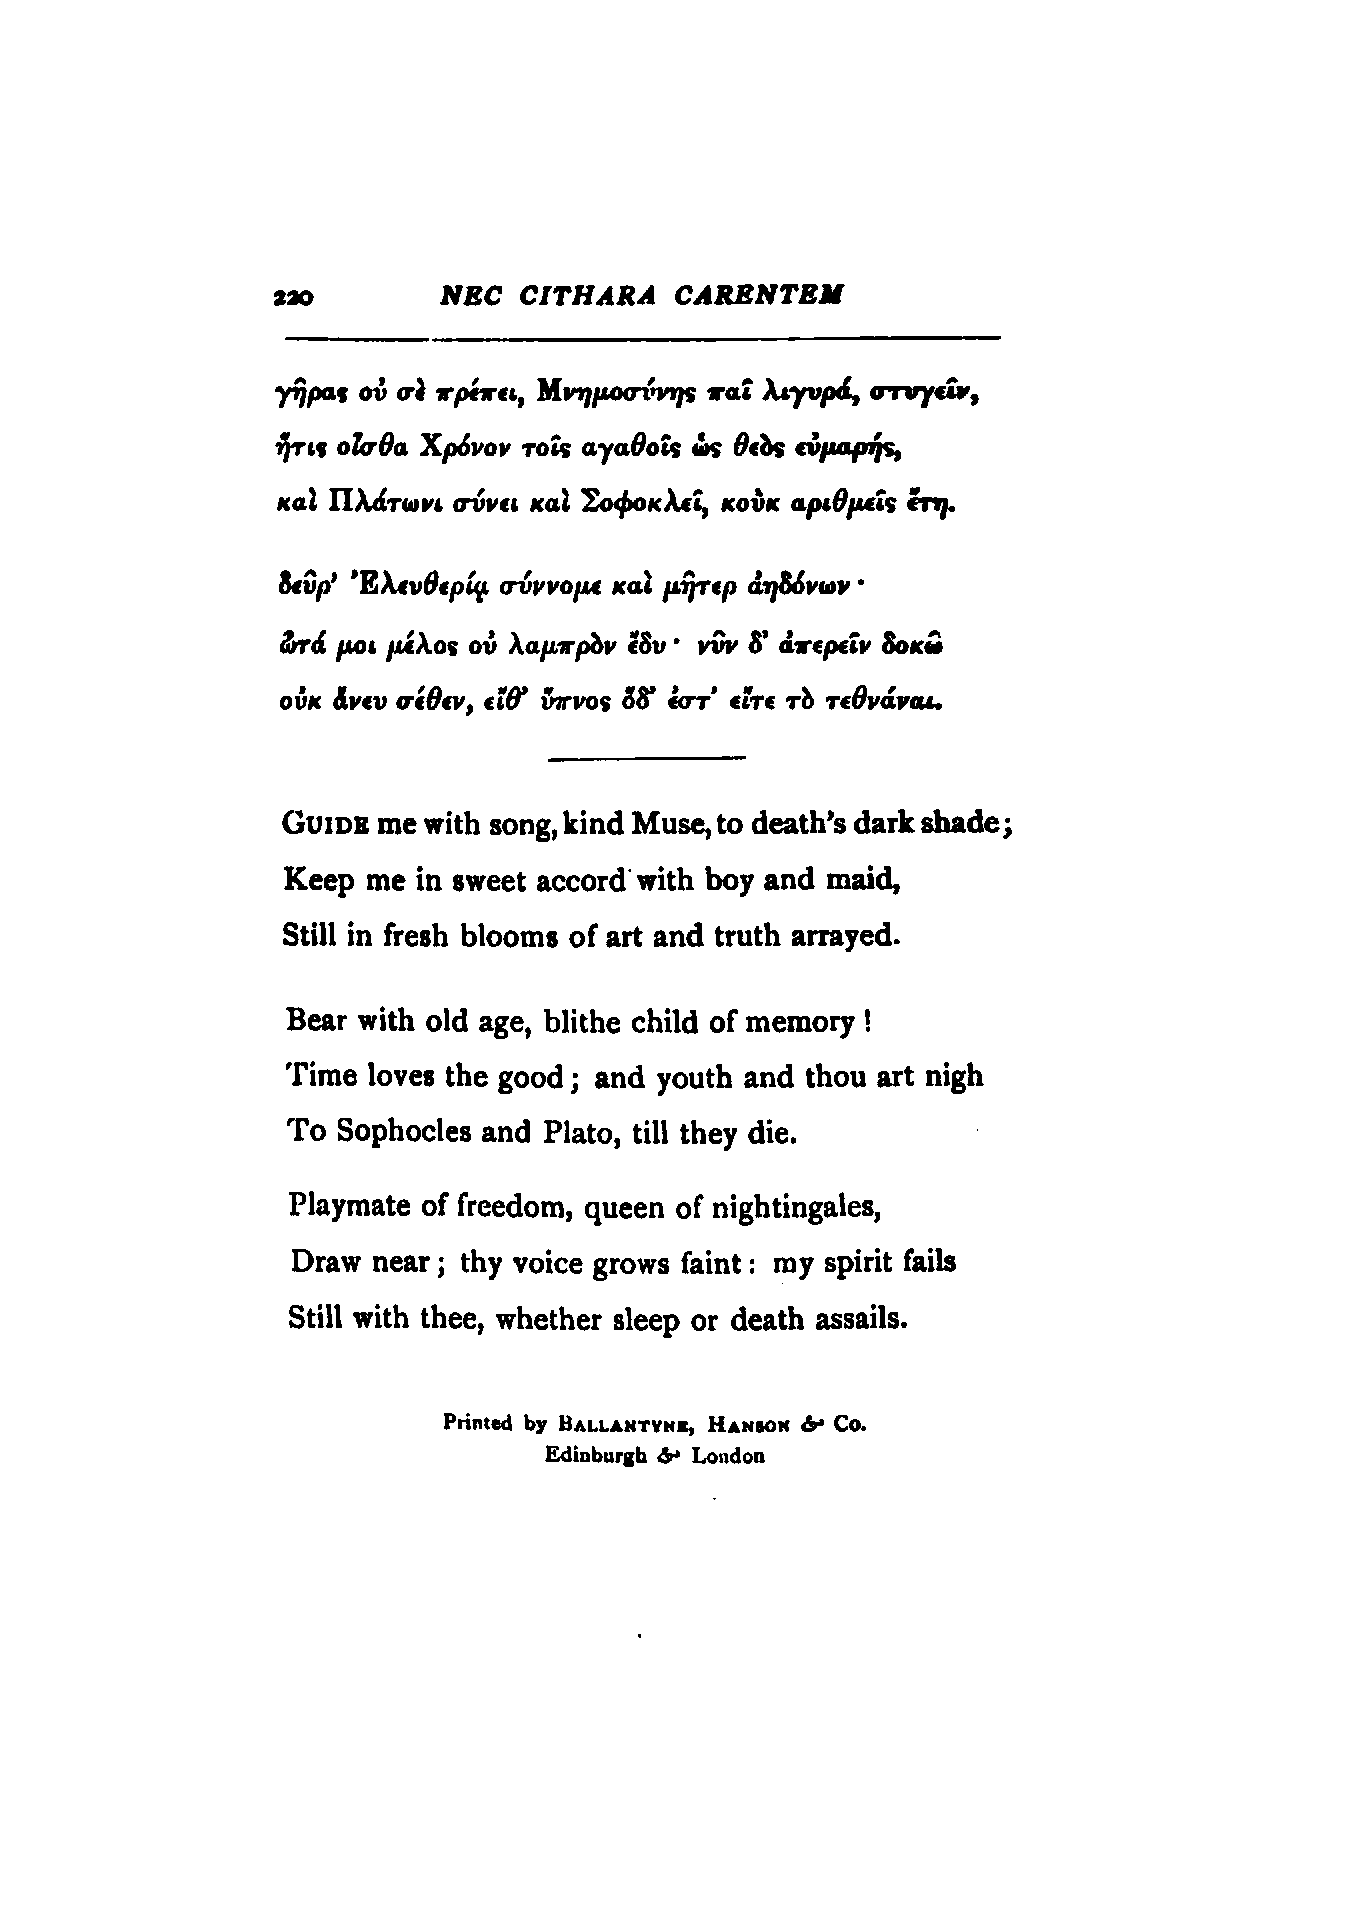 220 NEC CITHARA CARENTEM
γῆρας οὐ σὲ πρέπει, Μνημοσύνης παῖ λιγυρά, στυγεῖν,
ἥτις οἶσθα Χρόνον τοῖς αγαθοῖς ὡς θεὸς εὐμαρής,
καὶ Πλάτωνι σύνει καὶ Σοφοκλεῖ, κοὐκ αριθμεῖς ἔτη.
δεῦρ’ Ἐλευθερίᾳ σύννομε καὶ μῆτερ ἀηδόνων·
ὦτά μοι μέλος οὐ λαμπρὸν ἔδυ· νῦν δ’ ἀπερεῖν δοκῶ
οὐκ ἄνευ σέθεν, εἴθ’ ὕπνος ὅδ’ ἐστ’ εἴτε τὸ τεθνάναι.
GUIDE me with song, kind Muse, to death's dark shade;
Keep me in sweet accord with boy and maid,
Still in fresh blooms of art and truth arrayed.
Bear with old age, blithe child of memory!
Time loves the good; and youth and thou art nigh
To Sophocles and Plato, till they die.
Playmate of freedom, queen of nightingales,
Draw near; thy voice grows faint: my spirit fails
Still with thee, whether sleep or death assails.
Printed by BALLANTYNE, HANSON & Co.
Edinburgh & London